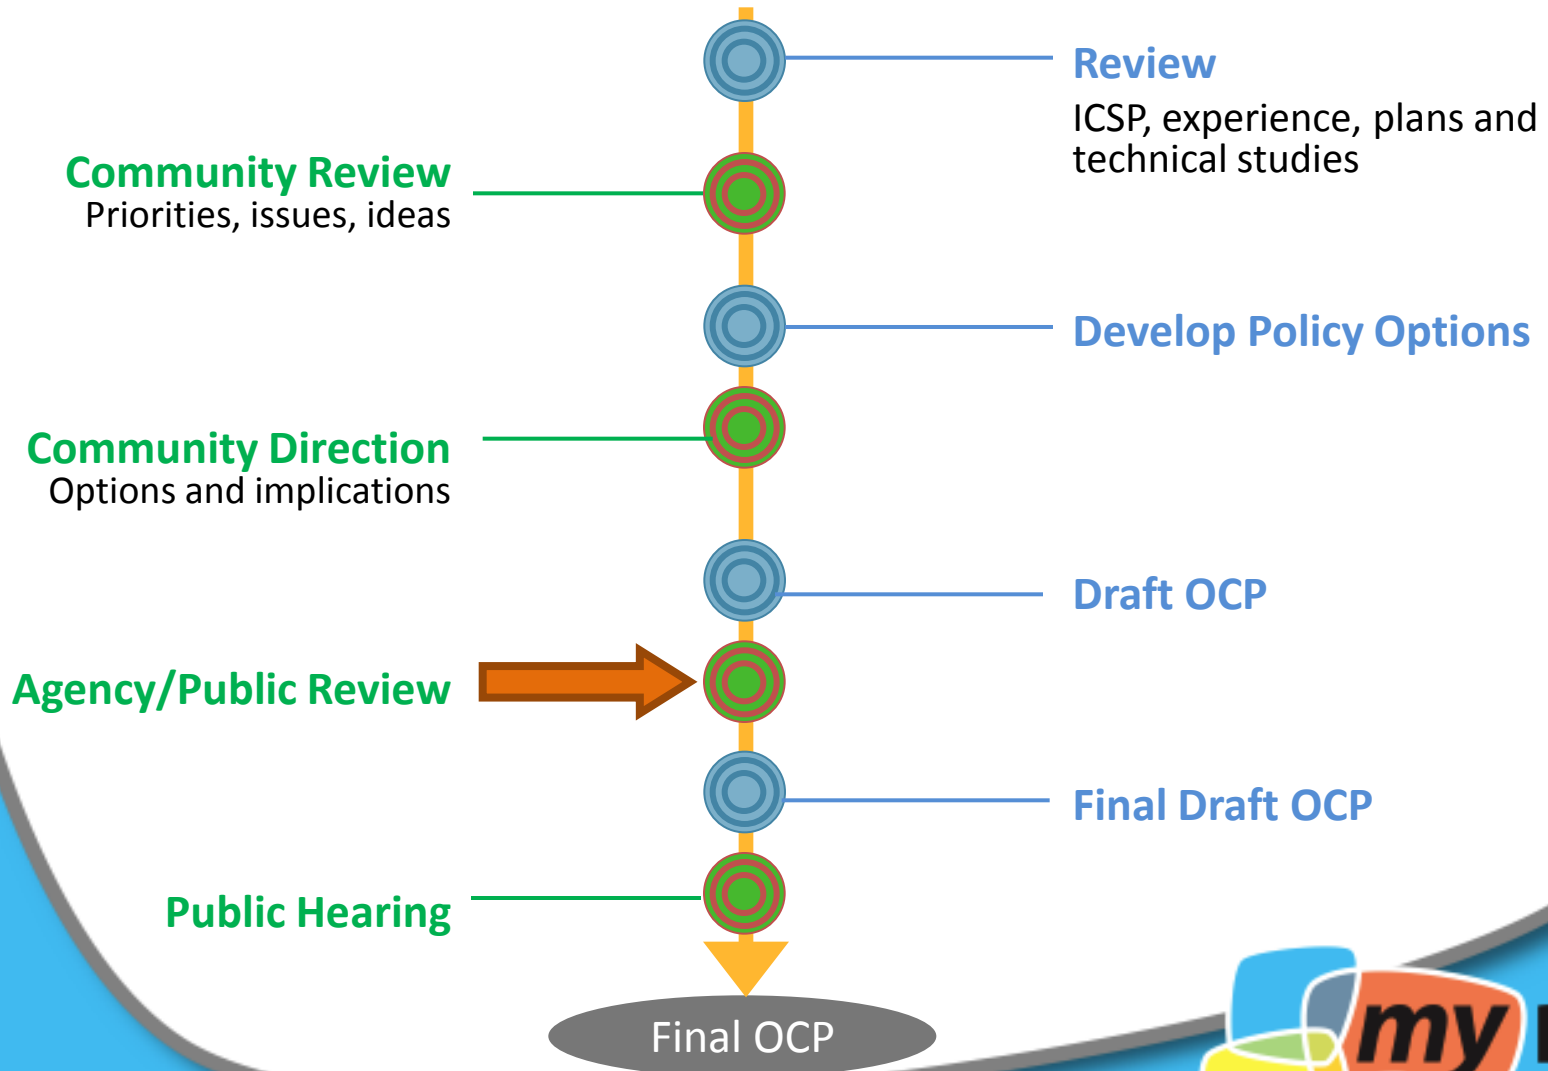 Review
ICSP, experience, plans and
technical studies
Community Review
Priorities, issues, ideas
Develop Policy Options
Community Direction
Options and implications
Draft OCP
Agency/Public Review
Final Draft OCP
Public Hearing
Final OCP
my